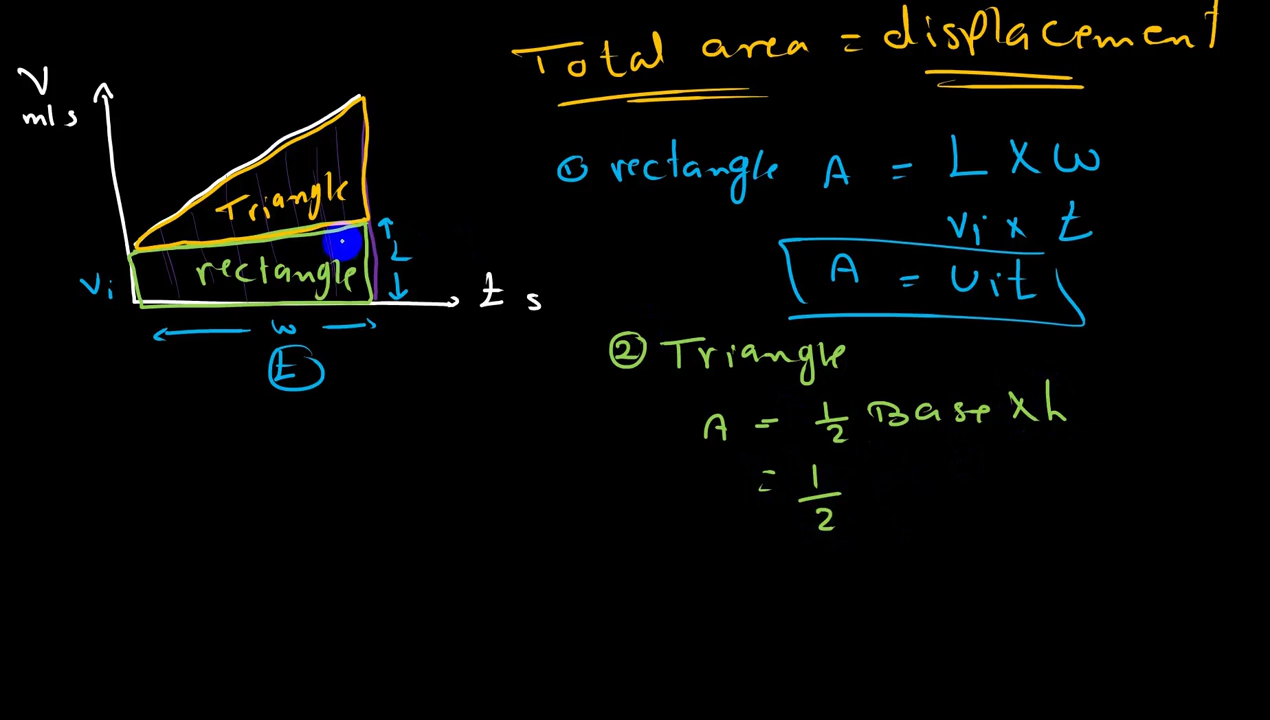 Total area = displacement
V
m/s
① rectangle A = L x w
vi x t
A = vit
Triangle
rectangle
L
vi
t s
w
t
② Triangle
A = 1/2 Base x h
= 1/2